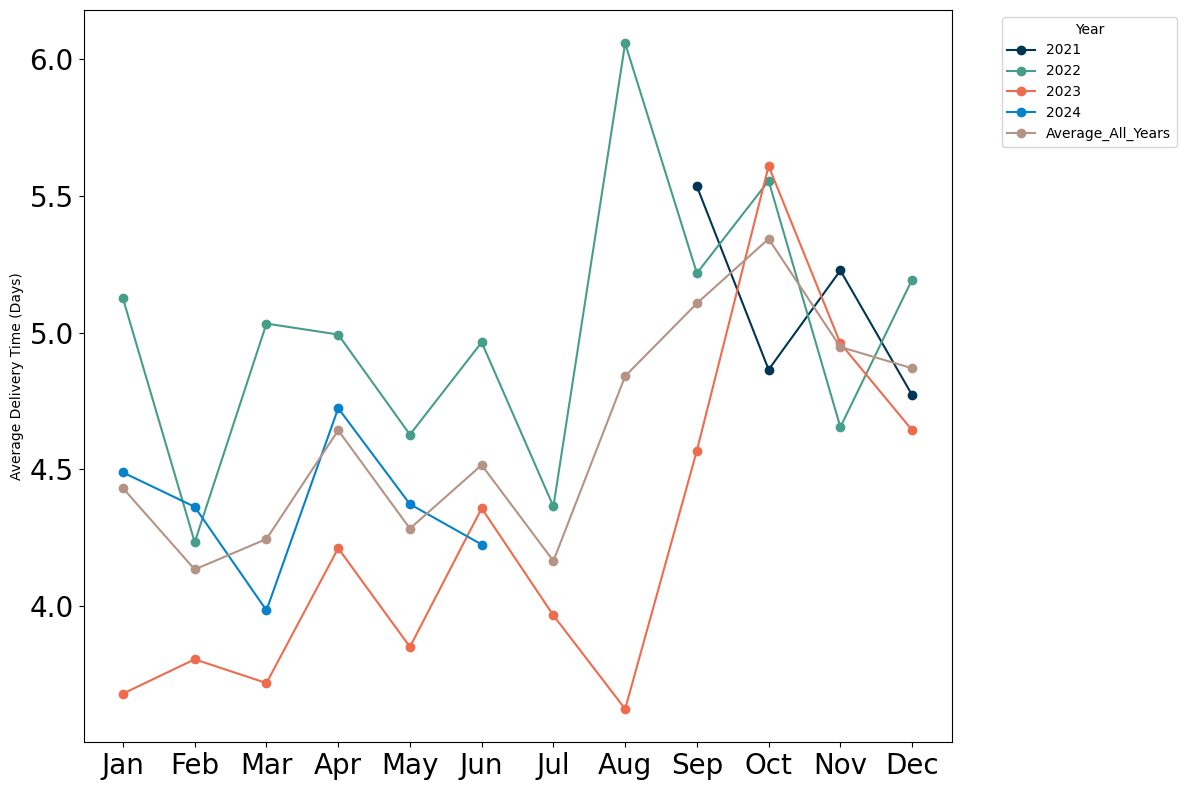 Average Delivery Time (Days)
6.0
5.5
5.0
4.5
4.0
Jan Feb Mar Apr May Jun Jul Aug Sep Oct Nov Dec
Year
2021
2022
2023
2024
Average_All_Years